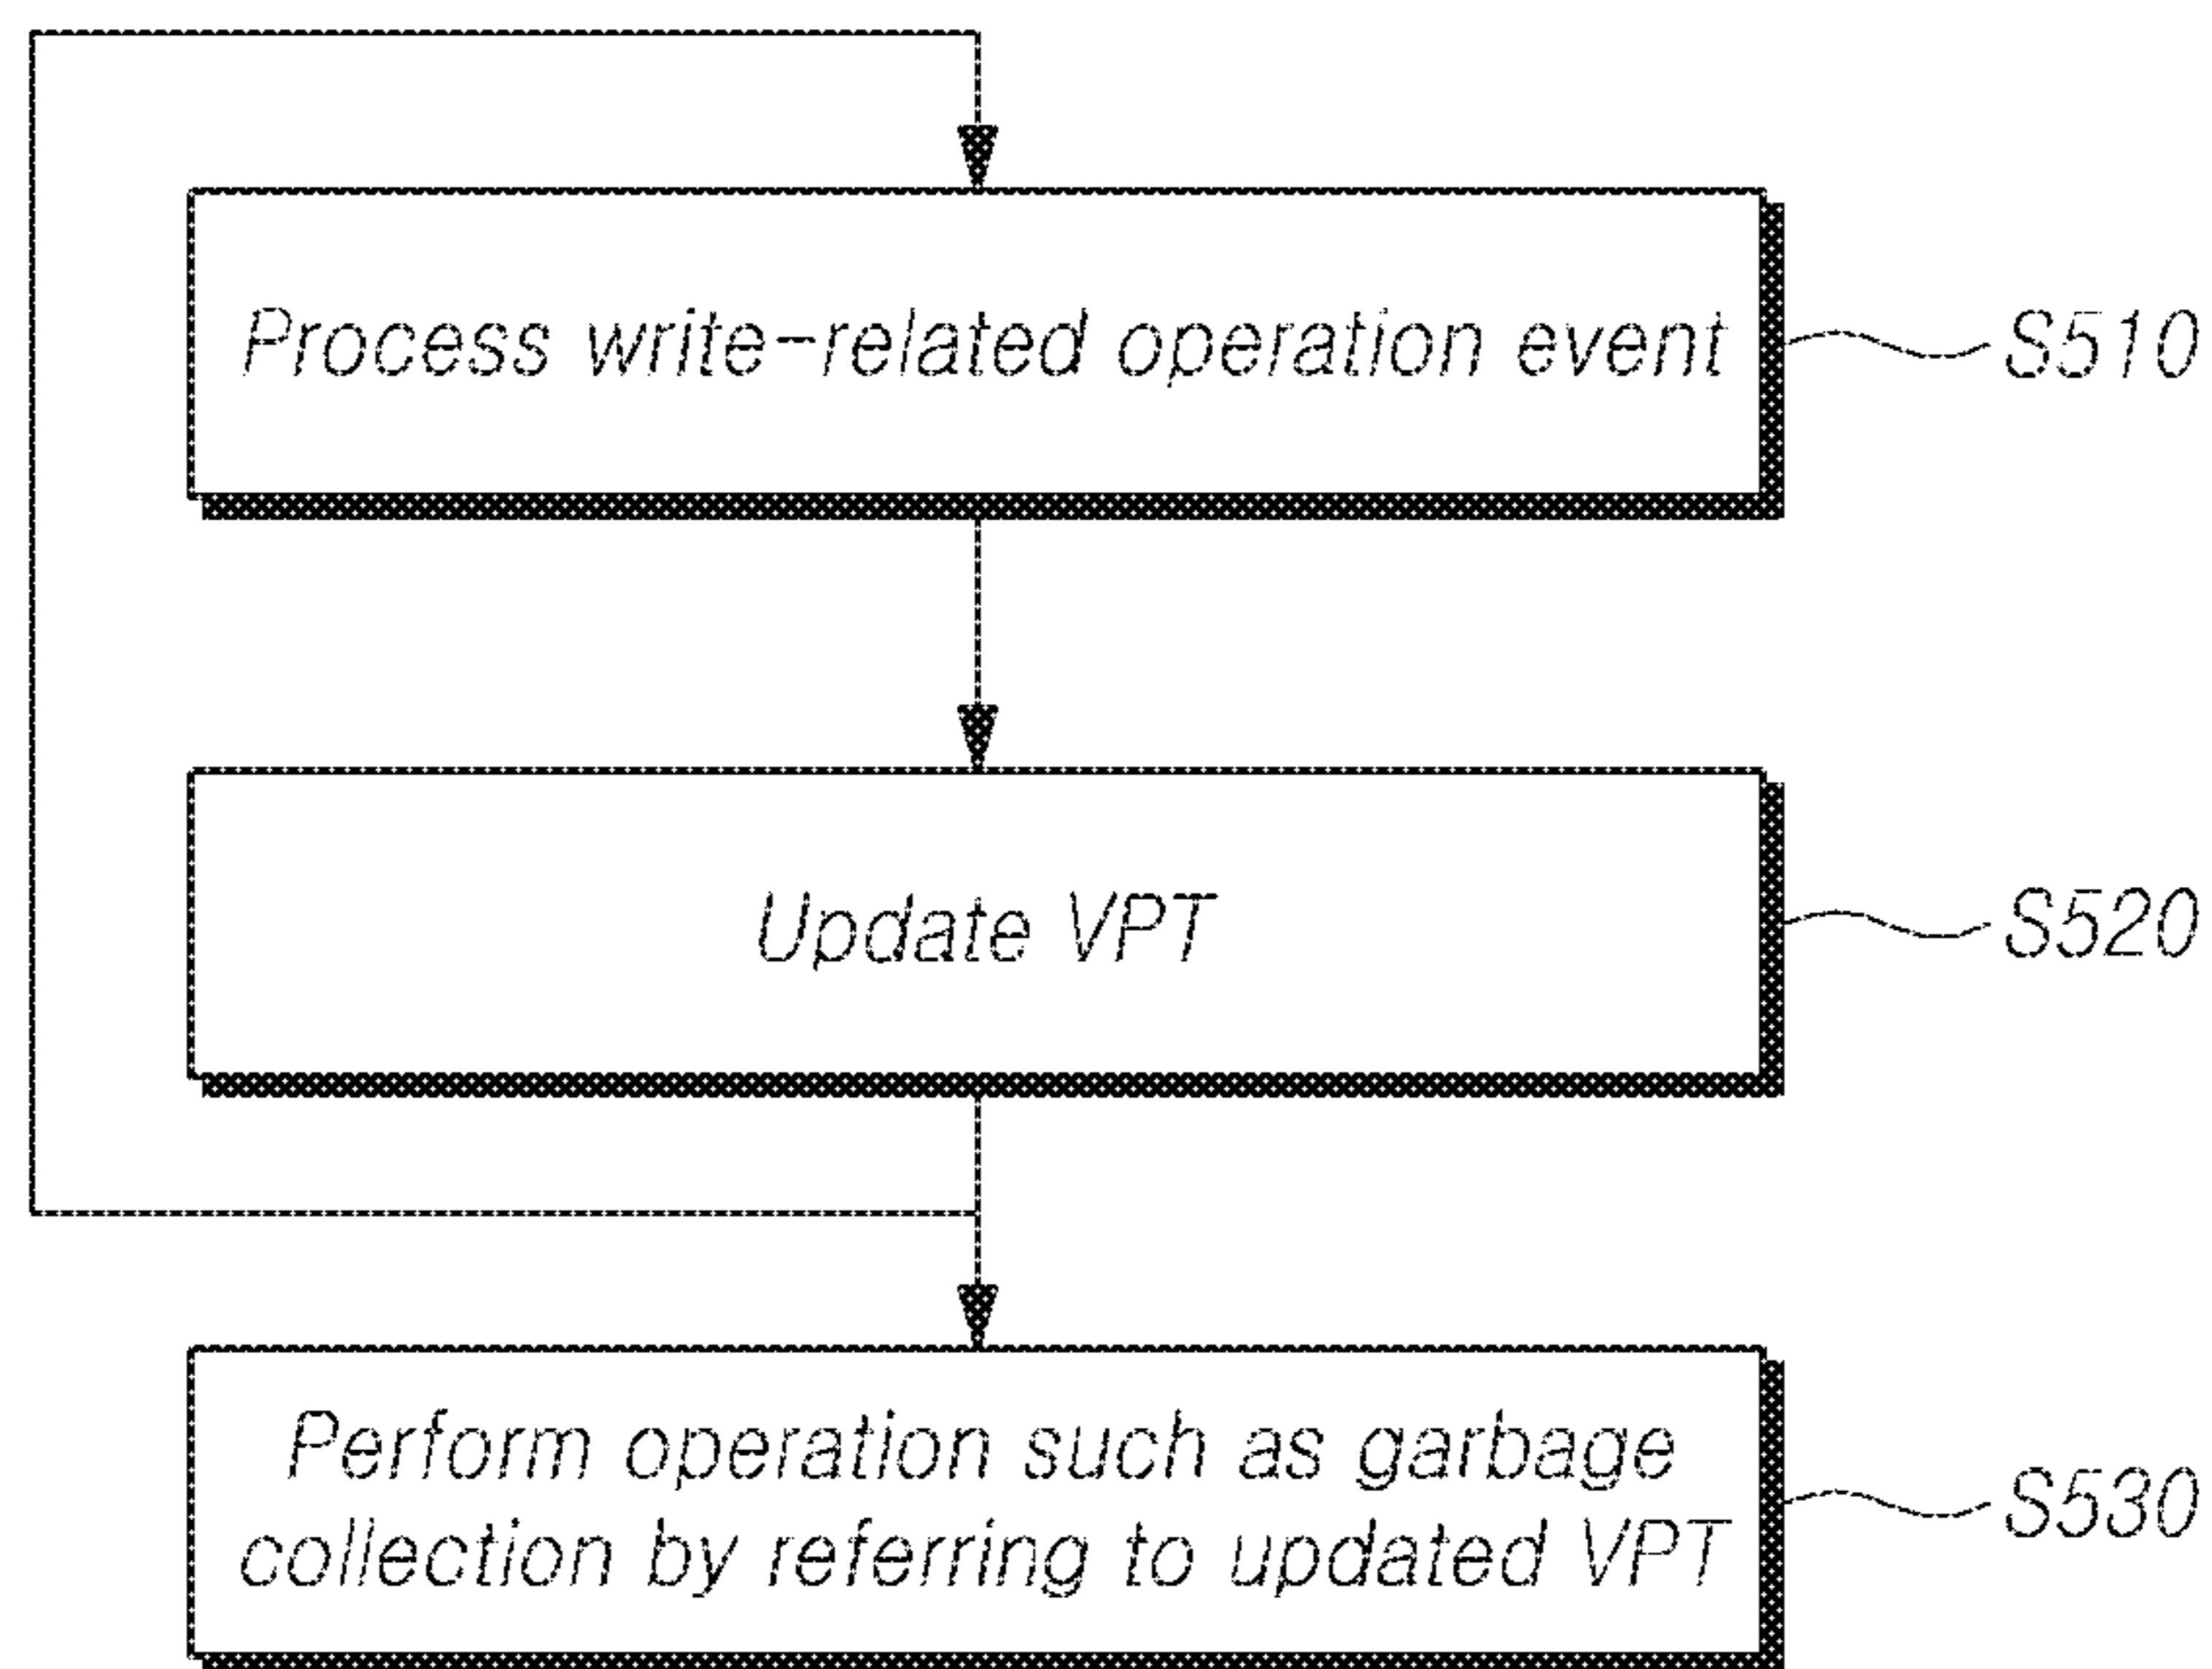 Process write-related operation event
S510
Update VPT
S520
Perform operation such as garbage
collection by referring to updated VPT
S530